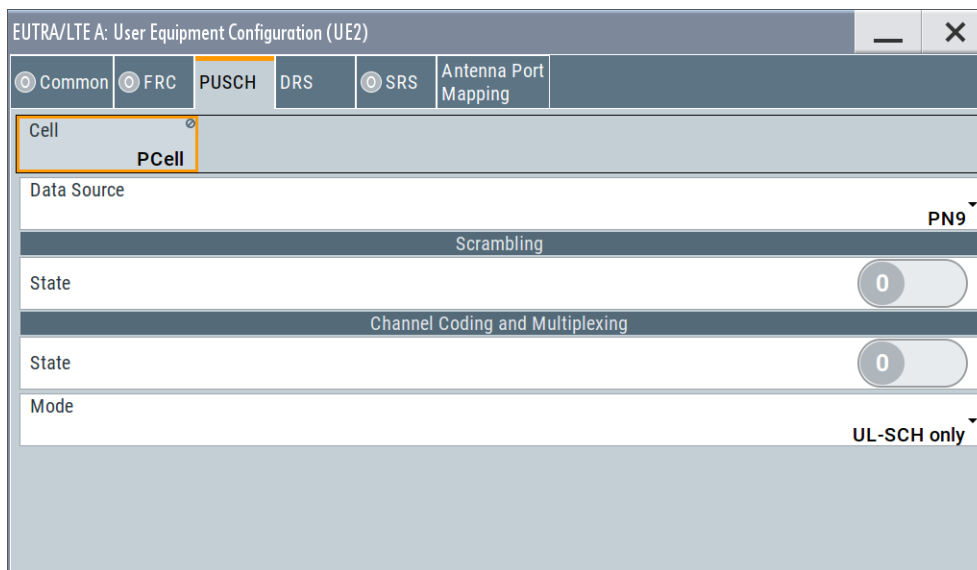 EUTRA/LTE A: User Equipment Configuration (UE2)
Common FRC PUSCH DRS SRS Antenna Port
Mapping
Cell
PCell
Data Source
PN9
Scrambling
State 0
Channel Coding and Multiplexing
State 0
Mode
UL-SCH only